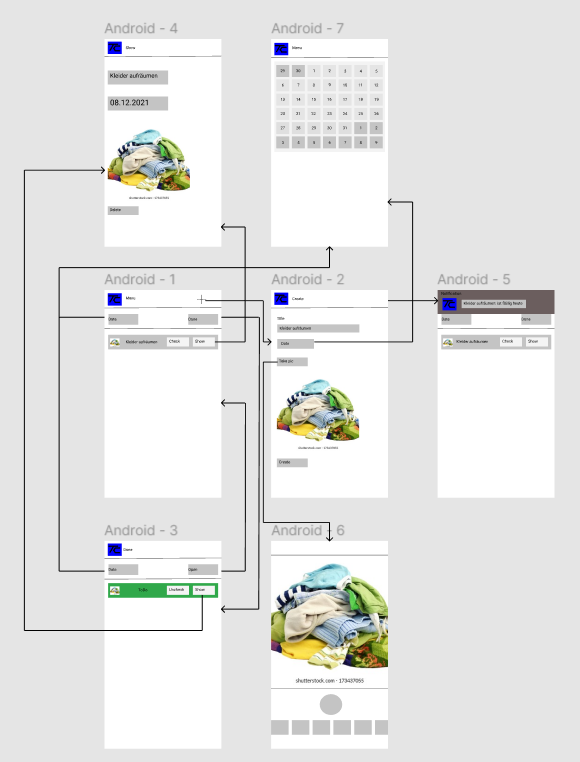 Android - 4
Menu
Kleider aufräumen
08.12.2021
shutterstock.com · 173437055
Delete
Android - 7
Menu
29 30 1 2 3 4 5
6 7 8 9 10 11 12
13 14 15 16 17 18 19
20 21 22 23 24 25 26
27 28 29 30 31 1 2
3 4 5 6 7 8 9
Android - 1
Menu
Date
Open
Kleider aufräumen
Check
Show
Android - 2
Create
Title
Kleider aufräumen
Date
Take pic
shutterstock.com · 173437055
Create
Android - 5
Kleider aufräumen ist fällig heute
Date
Kleider aufräumen
Check
Show
Android - 3
Date
Open
Uncheck
Show
Android - 6
shutterstock.com · 173437055